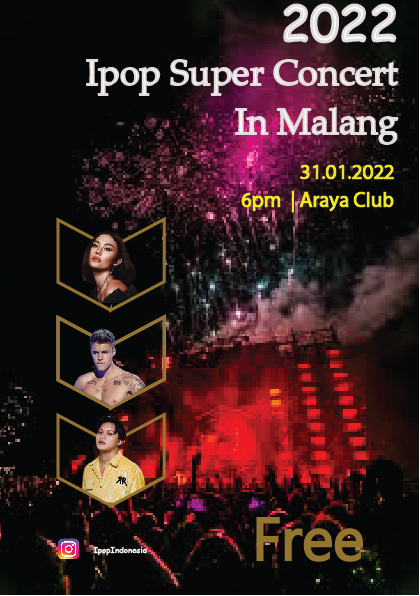 2022
Ipop Super Concert
In Malang
31.01.2022
6pm | Araya Club
Free
IpopIndonesia